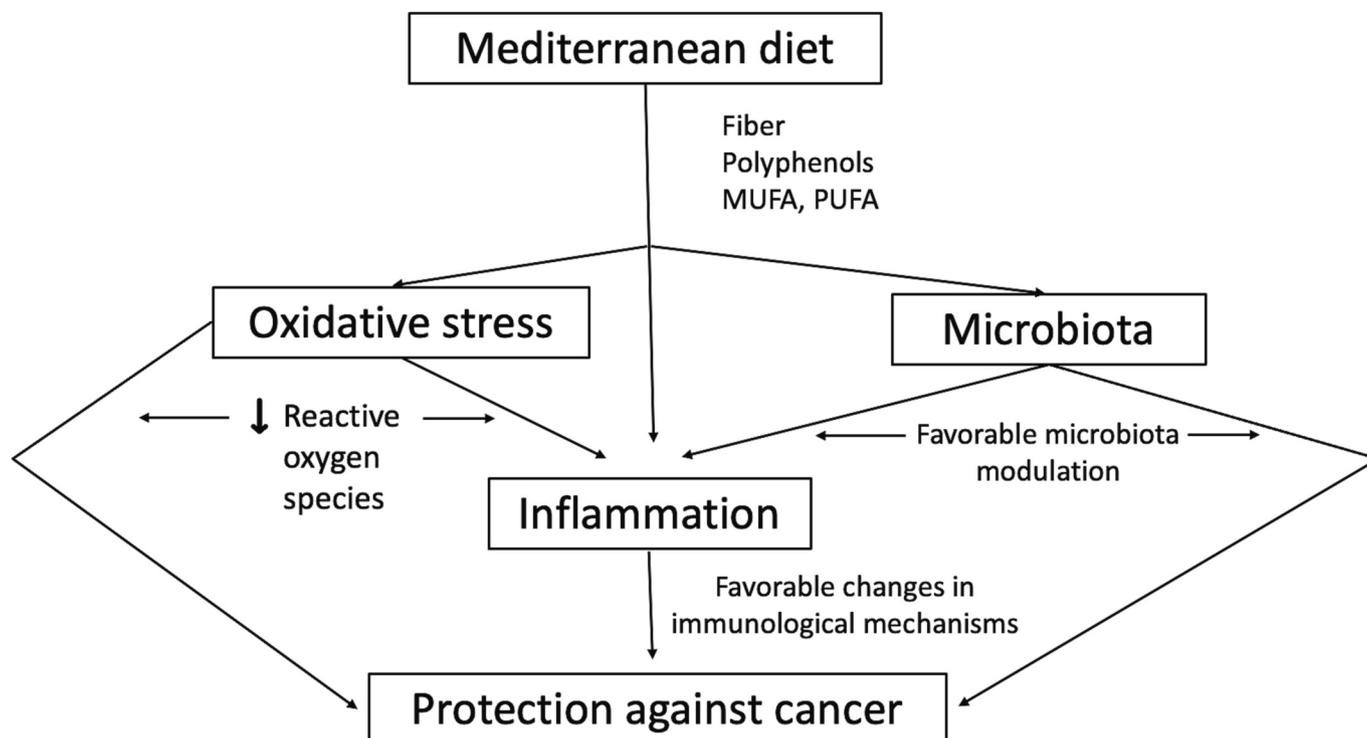 Mediterranean diet
Fiber
Polyphenols
MUFA, PUFA
Oxidative stress
Microbiota
↓ Reactive
oxygen
species
Favorable microbiota
modulation
Inflammation
Favorable changes in
immunological mechanisms
Protection against cancer